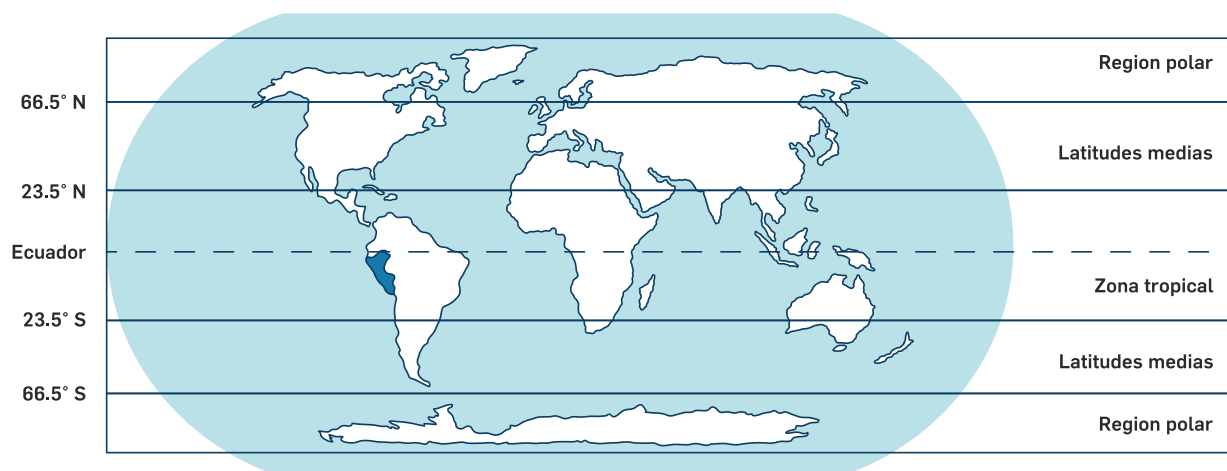 Region polar
66.5° N
Latitudes medias
23.5° N
Ecuador
Zona tropical
23.5° S
Latitudes medias
66.5° S
Region polar